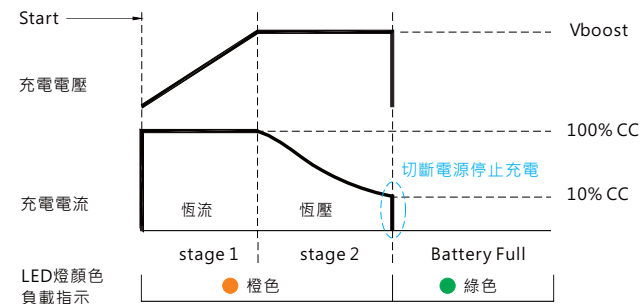 Start
Vboost
充電電壓
100% CC
切斷電源停止充電
10% CC
充電電流
恆流
恆壓
stage 1
stage 2
Battery Full
LED燈顏色
負載指示
橙色
綠色